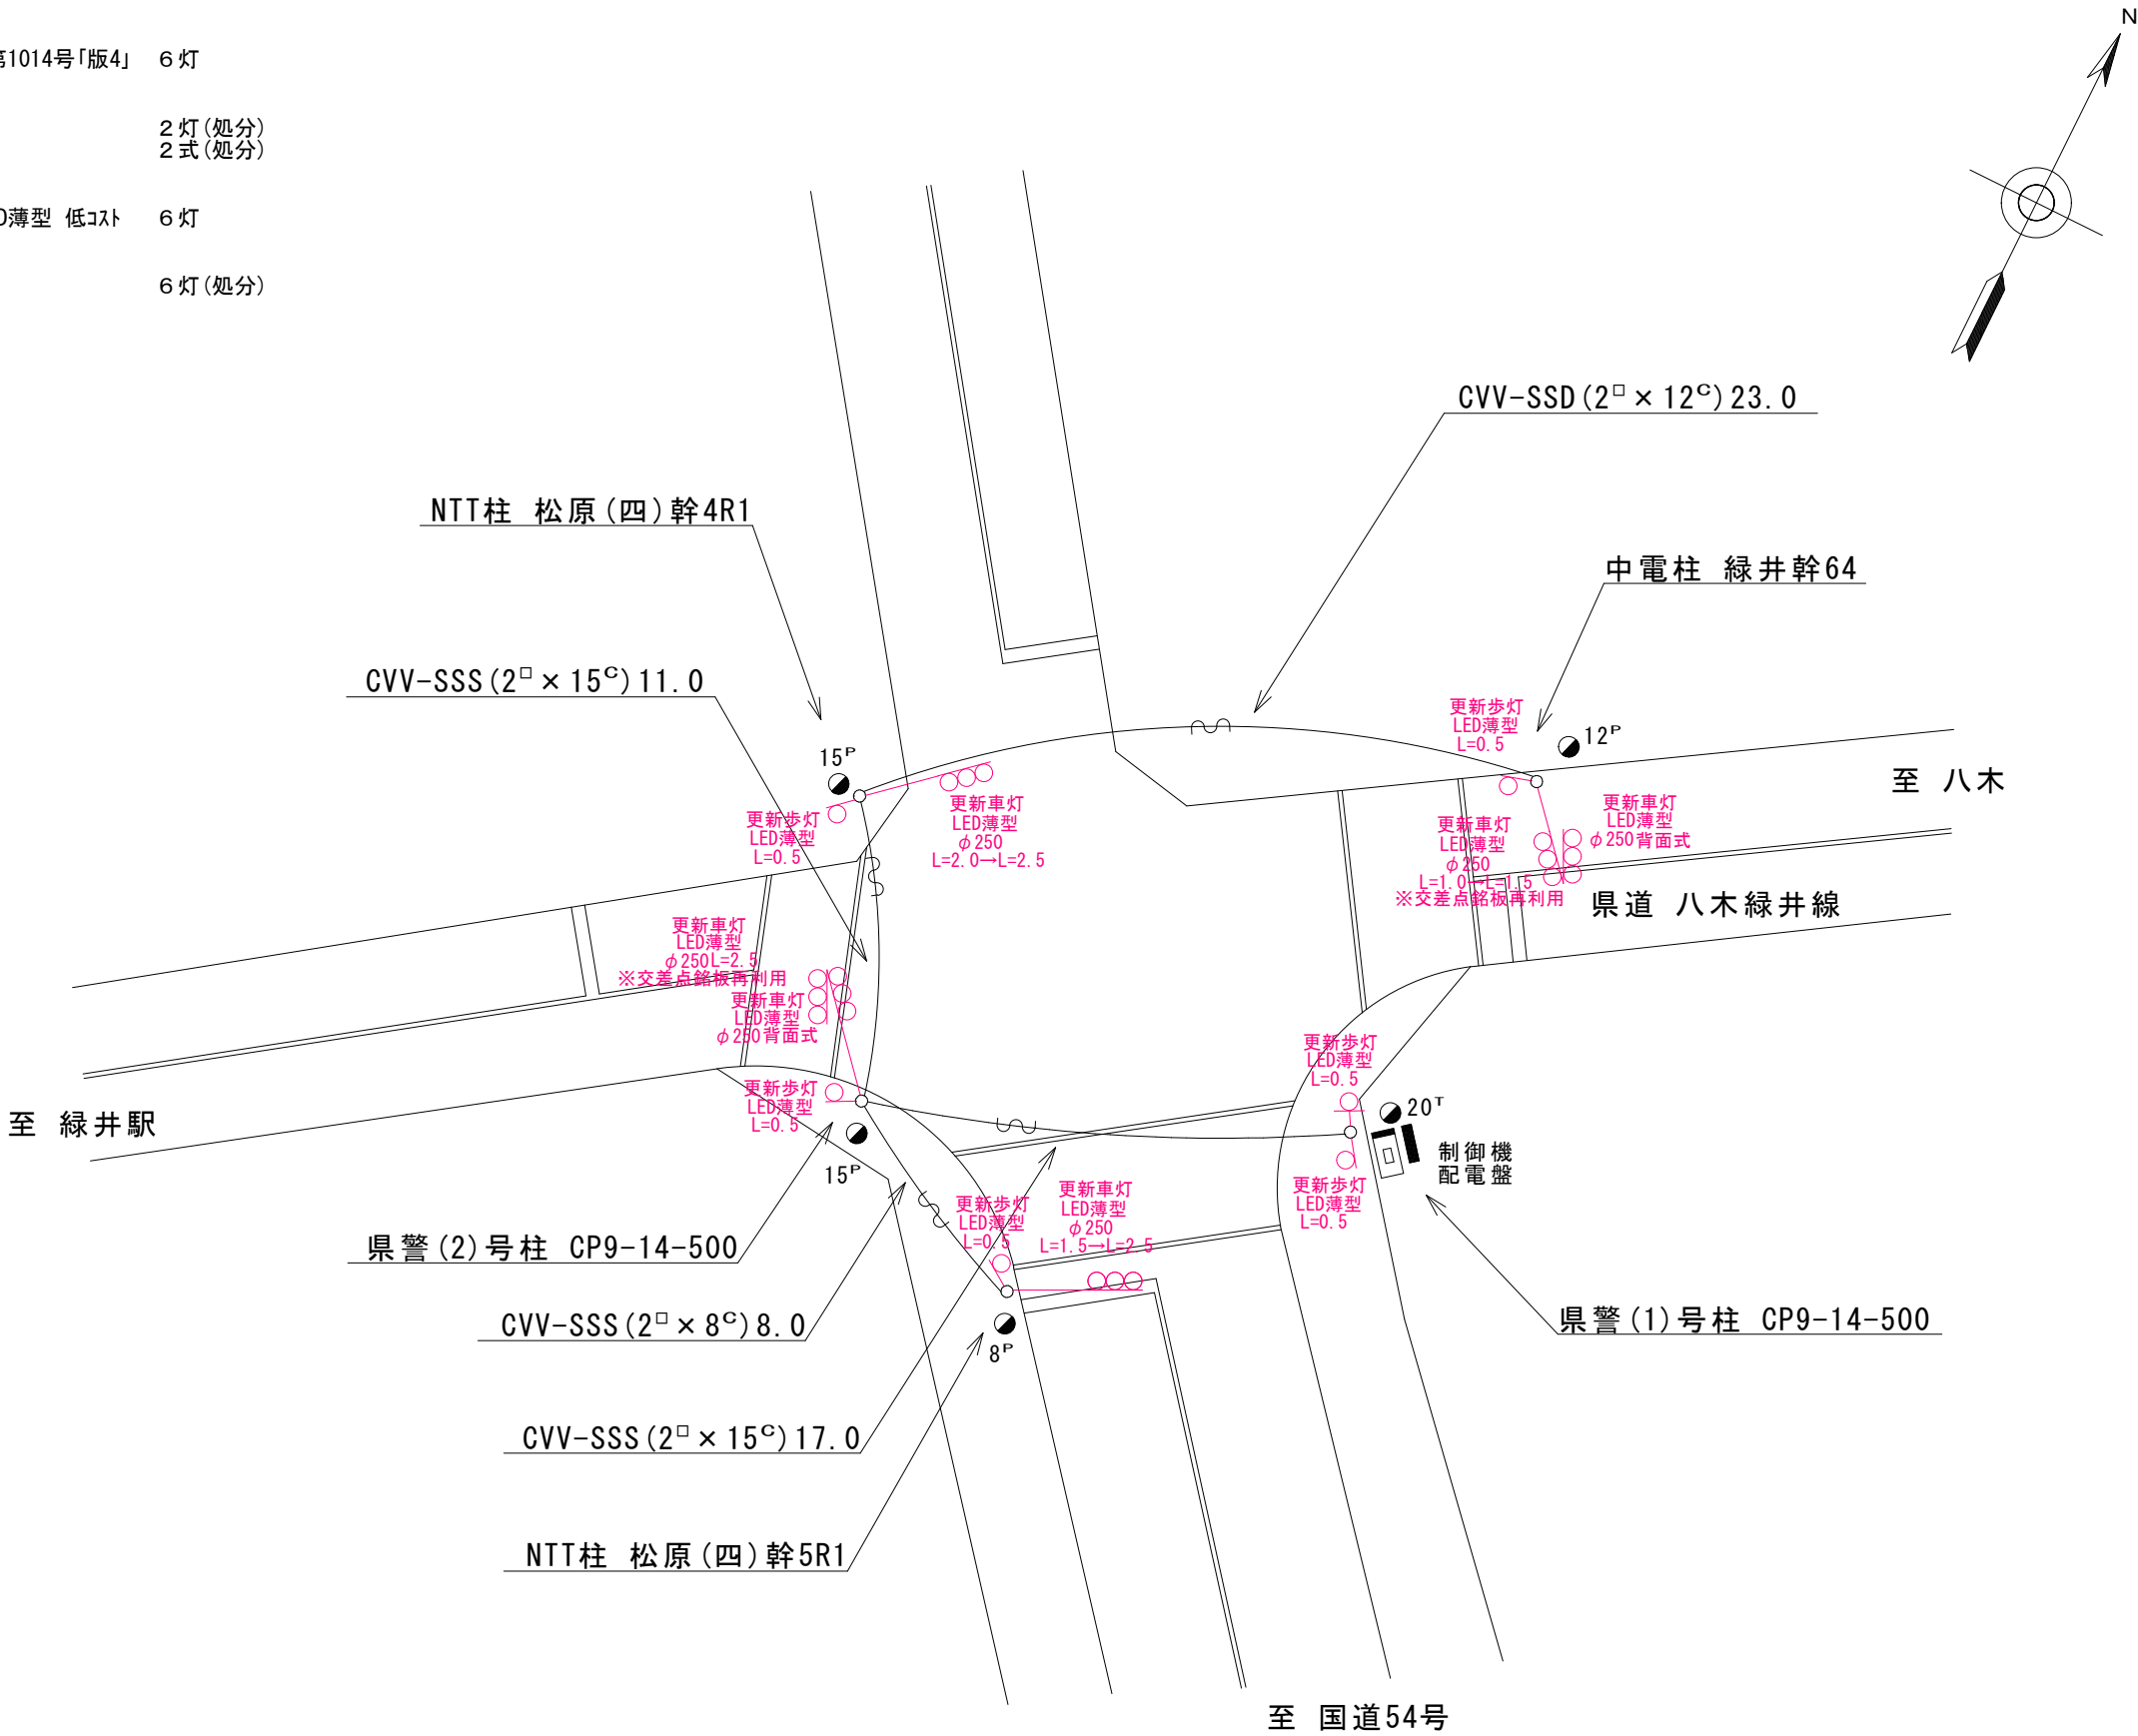 N
第1014号「版4」 6灯
2灯(処分)
2式(処分)
D薄型 低コスト 6灯
6灯(処分)
CVV-SSD(2□×12C)23.0
NTT柱 松原(四)幹4R1
中電柱 緑井幹64
CVV-SSS(2□×15C)11.0
更新歩灯
LED薄型
L=0.5
12P
15P
至 八木
更新歩灯
LED薄型
L=0.5
更新車灯
LED薄型
φ250
L=2.0→L=2.5
更新車灯
LED薄型
φ250
L=1.0→L=1.5
※交差点銘板再利用
更新車灯
LED薄型
φ250背面式
県道 八木緑井線
更新車灯
LED薄型
φ250L=2.5
※交差点銘板再利用
更新車灯
LED薄型
φ250背面式
更新歩灯
LED薄型
L=0.5
至 緑井駅
更新歩灯
LED薄型
L=0.5
20T
制御機
配電盤
15P
更新歩灯
LED薄型
L=0.5
更新車灯
LED薄型
φ250
L=1.5→L=2.5
更新歩灯
LED薄型
L=0.5
県警(2)号柱 CP9-14-500
CVV-SSS(2□×8C)8.0
8P
県警(1)号柱 CP9-14-500
CVV-SSS(2□×15C)17.0
NTT柱 松原(四)幹5R1
至 国道54号